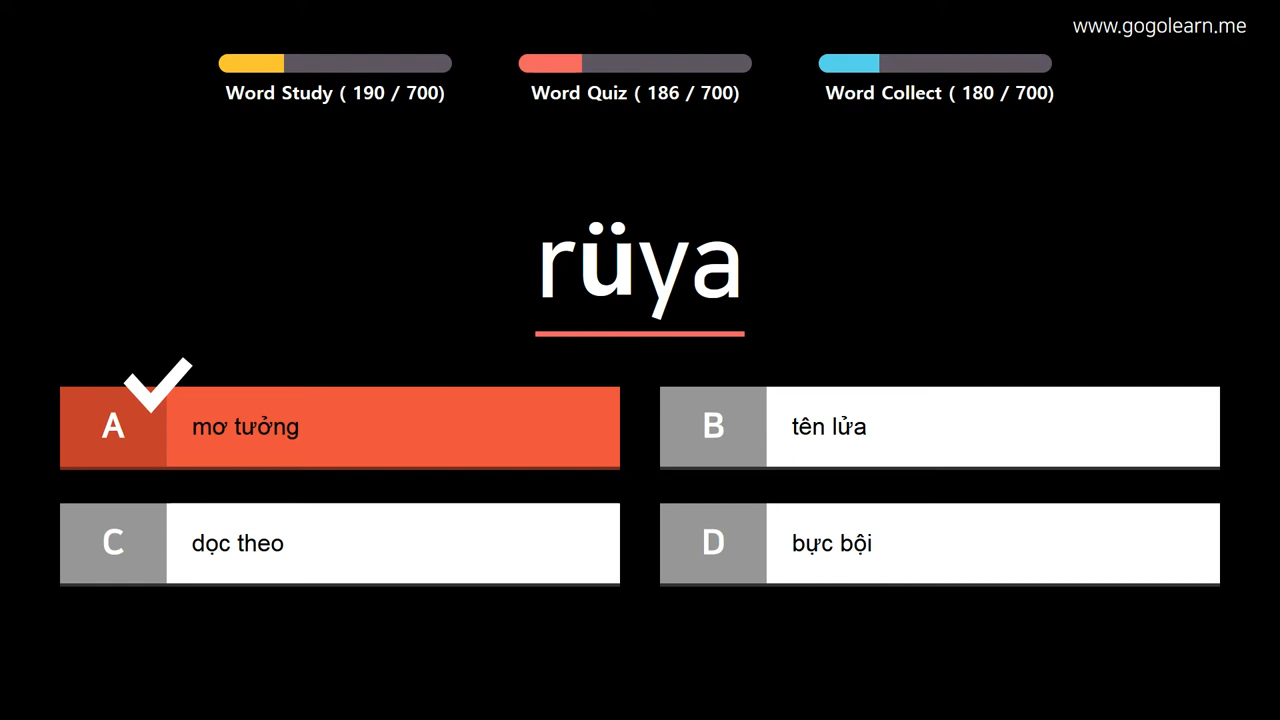 www.gogolearn.me
Word Study ( 190 / 700)
Word Quiz ( 186 / 700)
Word Collect ( 180 / 700)
rüya
A mơ tưởng
B tên lửa
C dọc theo
D bực bội